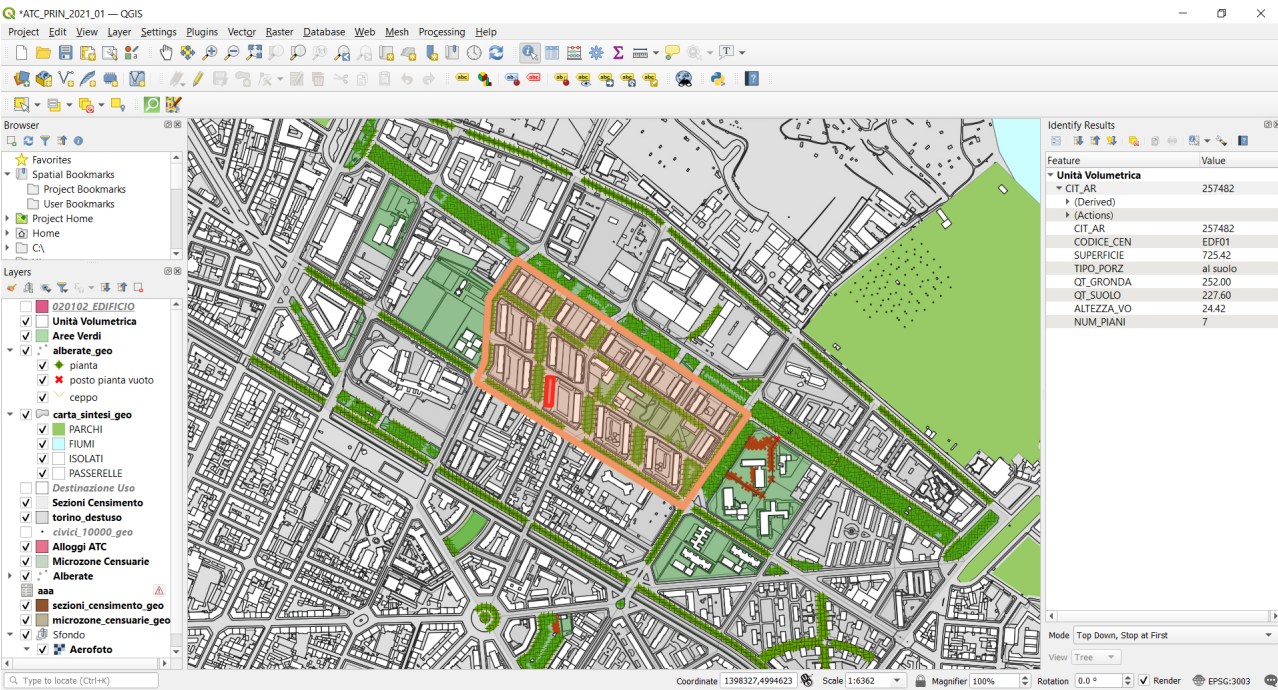 *ATC_PRIN_2021_01 — QGIS
Project Edit View Layer Settings Plugins Vector Raster Database Web Mesh Processing Help
Browser
Favorites
Spatial Bookmarks
Project Bookmarks
User Bookmarks
Project Home
Home
C:\
Layers
020102_EDIFICIO
Unità Volumetrica
Aree Verdi
alberate_geo
pianta
posto pianta vuoto
ceppo
carta_sintesi_geo
PARCHI
FIUMI
ISOLATI
PASSERELLE
Destinazione Uso
Sezioni Censimento
torino_destuso
civici_10000_geo
Alloggi ATC
Microzone Censuarie
Alberate
aaa
sezioni_censimento_geo
microzone_censuarie_geo
Sfondo
Aerofoto
Identify Results
Feature Value
Unità Volumetrica
CIT_AR 257482
(Derived)
(Actions)
CIT_AR 257482
CODICE_CEN EDF01
SUPERFICIE 725.42
TIPO_PORZ al suolo
QT_GRONDA 252.00
QT_SUOLO 227.60
ALTEZZA_VO 24.42
NUM_PIANI 7
Mode Top Down, Stop at First
View Tree
Type to locate (Ctrl+K) Coordinate 1398327,4994623 Scale 1:6362 Magnifier 100% Rotation 0.0 ° Render EPSG:3003